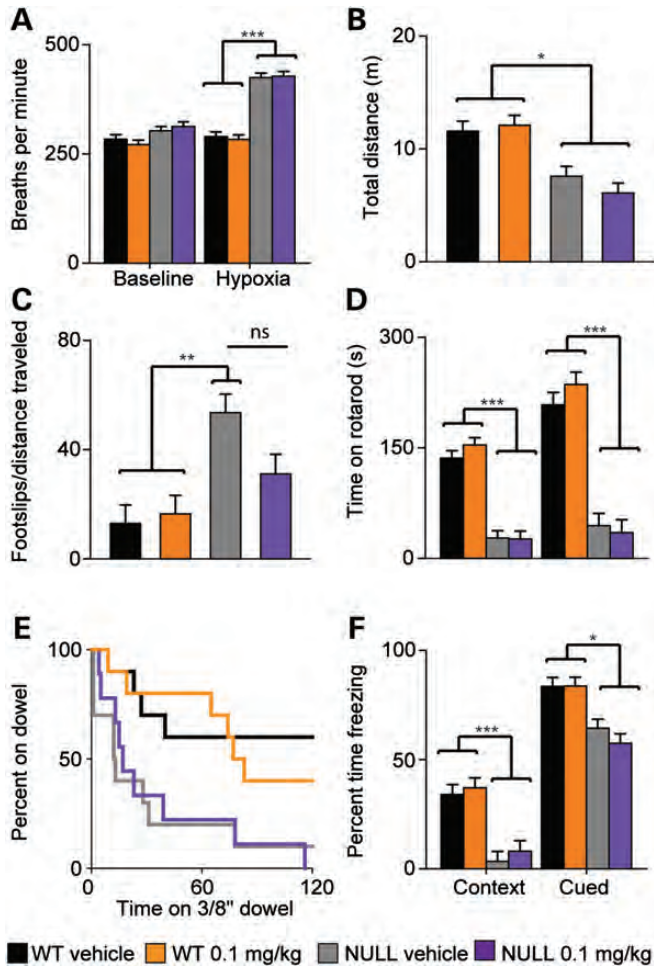 A
Breaths per minute
500
250
0
***
Baseline Hypoxia
B
Total distance (m)
20
10
0
*
C
Footslips/distance traveled
80
40
0
**
ns
D
Time on rotarod (s)
300
150
0
***
***
E
Percent on dowel
100
50
0
0 60 120
Time on 3/8" dowel
F
Percent time freezing
100
50
0
***
*
Context Cued
WT vehicle WT 0.1 mg/kg NULL vehicle NULL 0.1 mg/kg